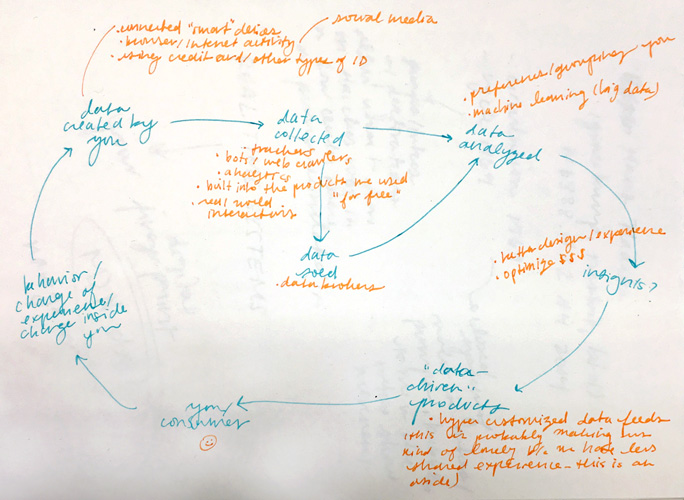 • connected "smart" devices
• browser/internet activity
• using credit card/other types of ID
social media
data
created by
you
data
collected
• trackers
• bots/web crawlers
• analytics
• built into the products we used
"for free"
• real world
interactions
• preference/grouping you
• machine learning (big data)
data
analyzed
data
sold
• data brokers
• better design/experience
• optimize $$$
insights?
"data-
driven"
products
• hyper customized data feeds
(this is probably making us
kind of lonely b/c we have less
shared experience – this is an
aside)
you/
consumer
behavior/
change of
experience/
change inside
you